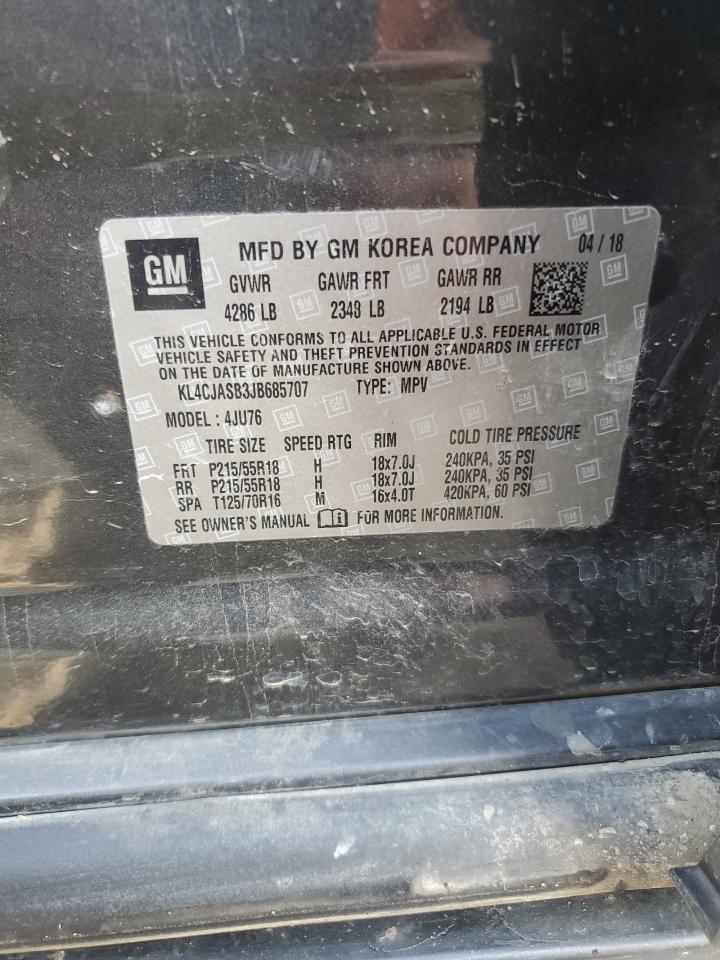 GM MFD BY GM KOREA COMPANY 04 / 18
GVWR GAWR FRT GAWR RR
4286 LB 2348 LB 2194 LB
THIS VEHICLE CONFORMS TO ALL APPLICABLE U.S. FEDERAL MOTOR
VEHICLE SAFETY AND THEFT PREVENTION STANDARDS IN EFFECT
ON THE DATE OF MANUFACTURE SHOWN ABOVE.
KL4CJASB3JB685707 TYPE: MPV
MODEL : 4JU76
TIRE SIZE SPEED RTG RIM COLD TIRE PRESSURE
FRT P215/55R18 H 18x7.0J 240KPA, 35 PSI
RR P215/55R18 H 18x7.0J 240KPA, 35 PSI
SPA T125/70R16 M 16x4.0T 420KPA, 60 PSI
SEE OWNER'S MANUAL FOR MORE INFORMATION.